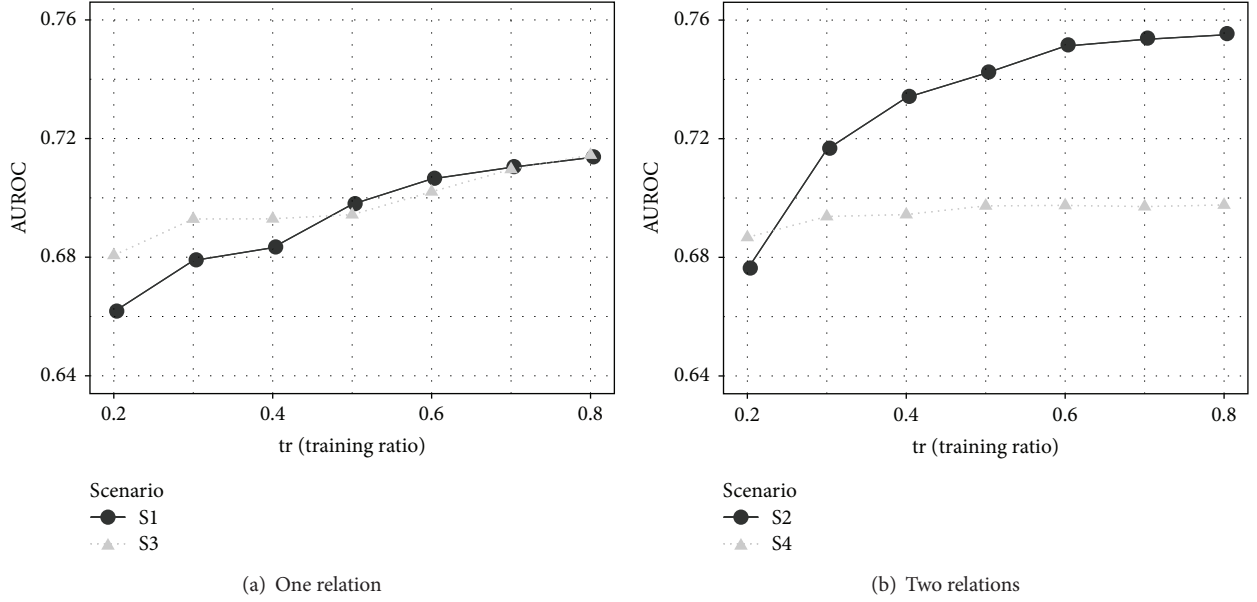 0.76
0.72
0.68
0.64
AUROC
0.2
0.4
0.6
0.8
tr (training ratio)
Scenario
S1
S3
(a) One relation
0.76
0.72
0.68
0.64
AUROC
0.2
0.4
0.6
0.8
tr (training ratio)
Scenario
S2
S4
(b) Two relations